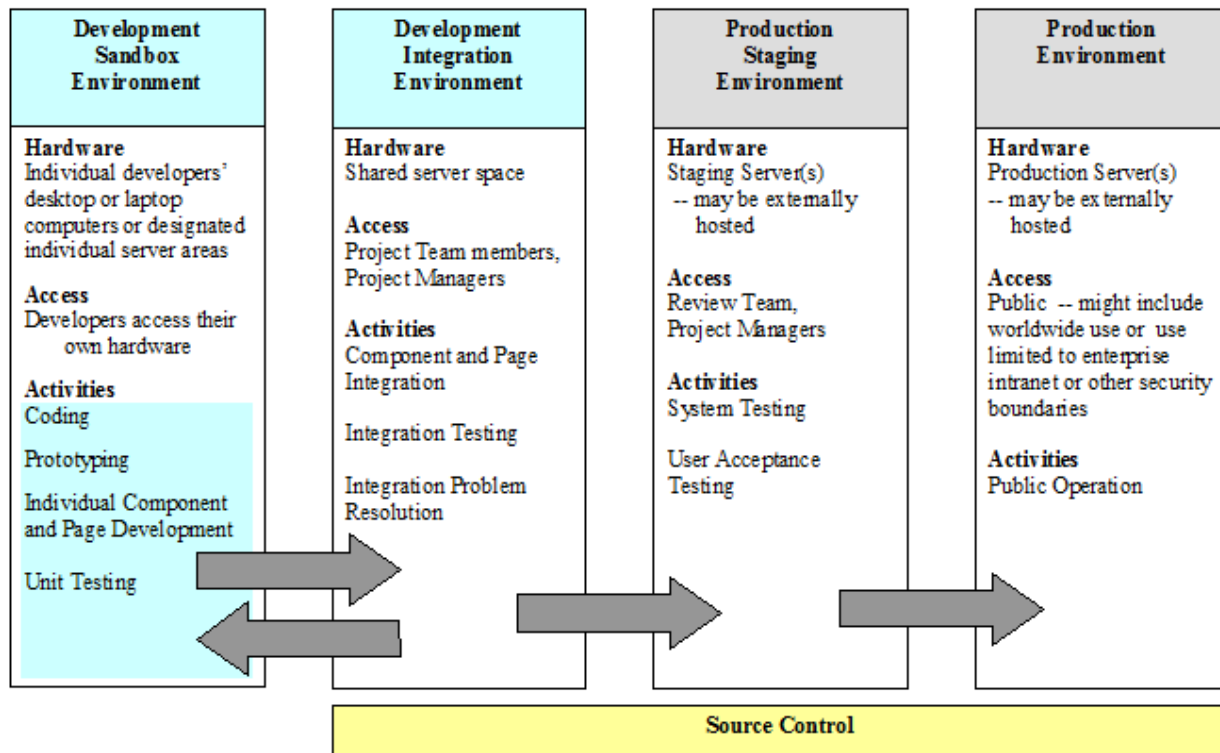 Development
Sandbox
Environment
Hardware
Individual developers’
desktop or laptop
computers or designated
individual server areas
Access
Developers access their
own hardware
Activities
Coding
Prototyping
Individual Component
and Page Development
Unit Testing
Development
Integration
Environment
Hardware
Shared server space
Access
Project Team members,
Project Managers
Activities
Component and Page
Integration
Integration Testing
Integration Problem
Resolution
Production
Staging
Environment
Hardware
Staging Server(s)
-- may be externally
hosted
Access
Review Team,
Project Managers
Activities
System Testing
User Acceptance
Testing
Production
Environment
Hardware
Production Server(s)
-- may be externally
hosted
Access
Public -- might include
worldwide use or use
limited to enterprise
intranet or other security
boundaries
Activities
Public Operation
Source Control